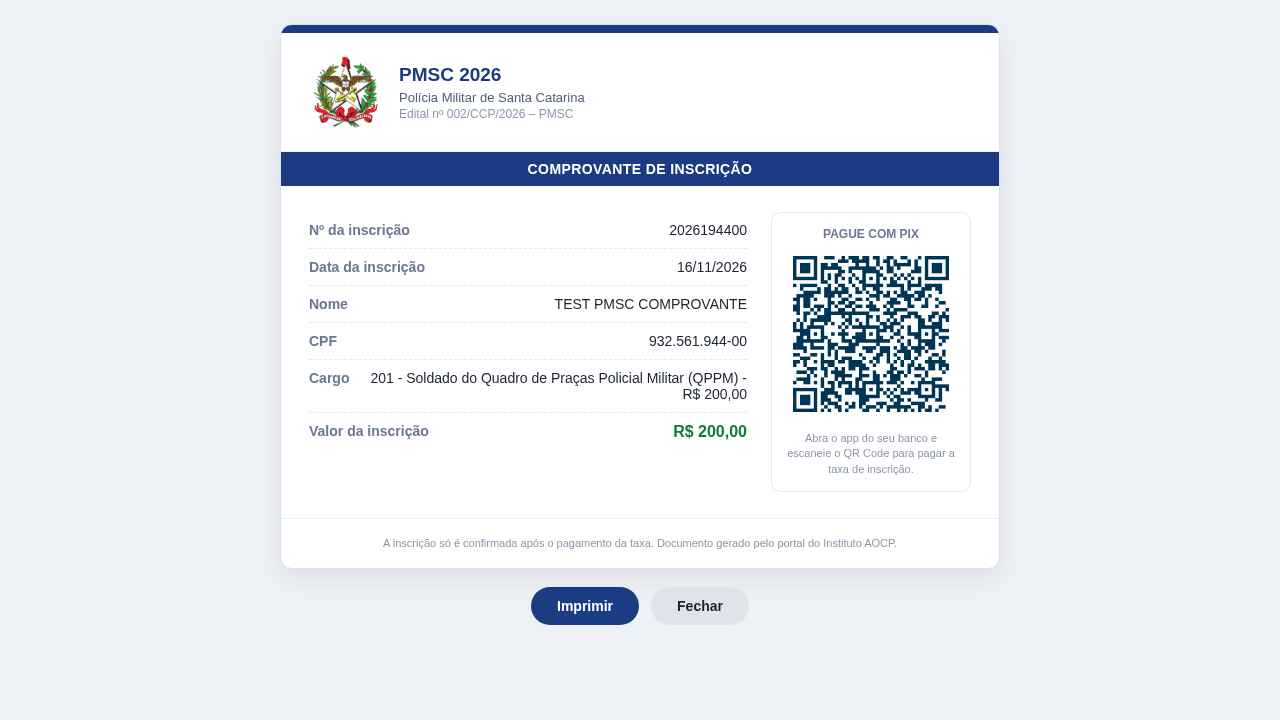 PMSC 2026
Polícia Militar de Santa Catarina
Edital nº 002/CCP/2026 – PMSC
COMPROVANTE DE INSCRIÇÃO
Nº da inscrição 2026194400
Data da inscrição 16/11/2026
Nome TEST PMSC COMPROVANTE
CPF 932.561.944-00
Cargo 201 - Soldado do Quadro de Praças Policial Militar (QPPM) -
R$ 200,00
Valor da inscrição R$ 200,00
PAGUE COM PIX
Abra o app do seu banco e
escaneie o QR Code para pagar a
taxa de inscrição.
A inscrição só é confirmada após o pagamento da taxa. Documento gerado pelo portal do Instituto AOCP.
Imprimir
Fechar